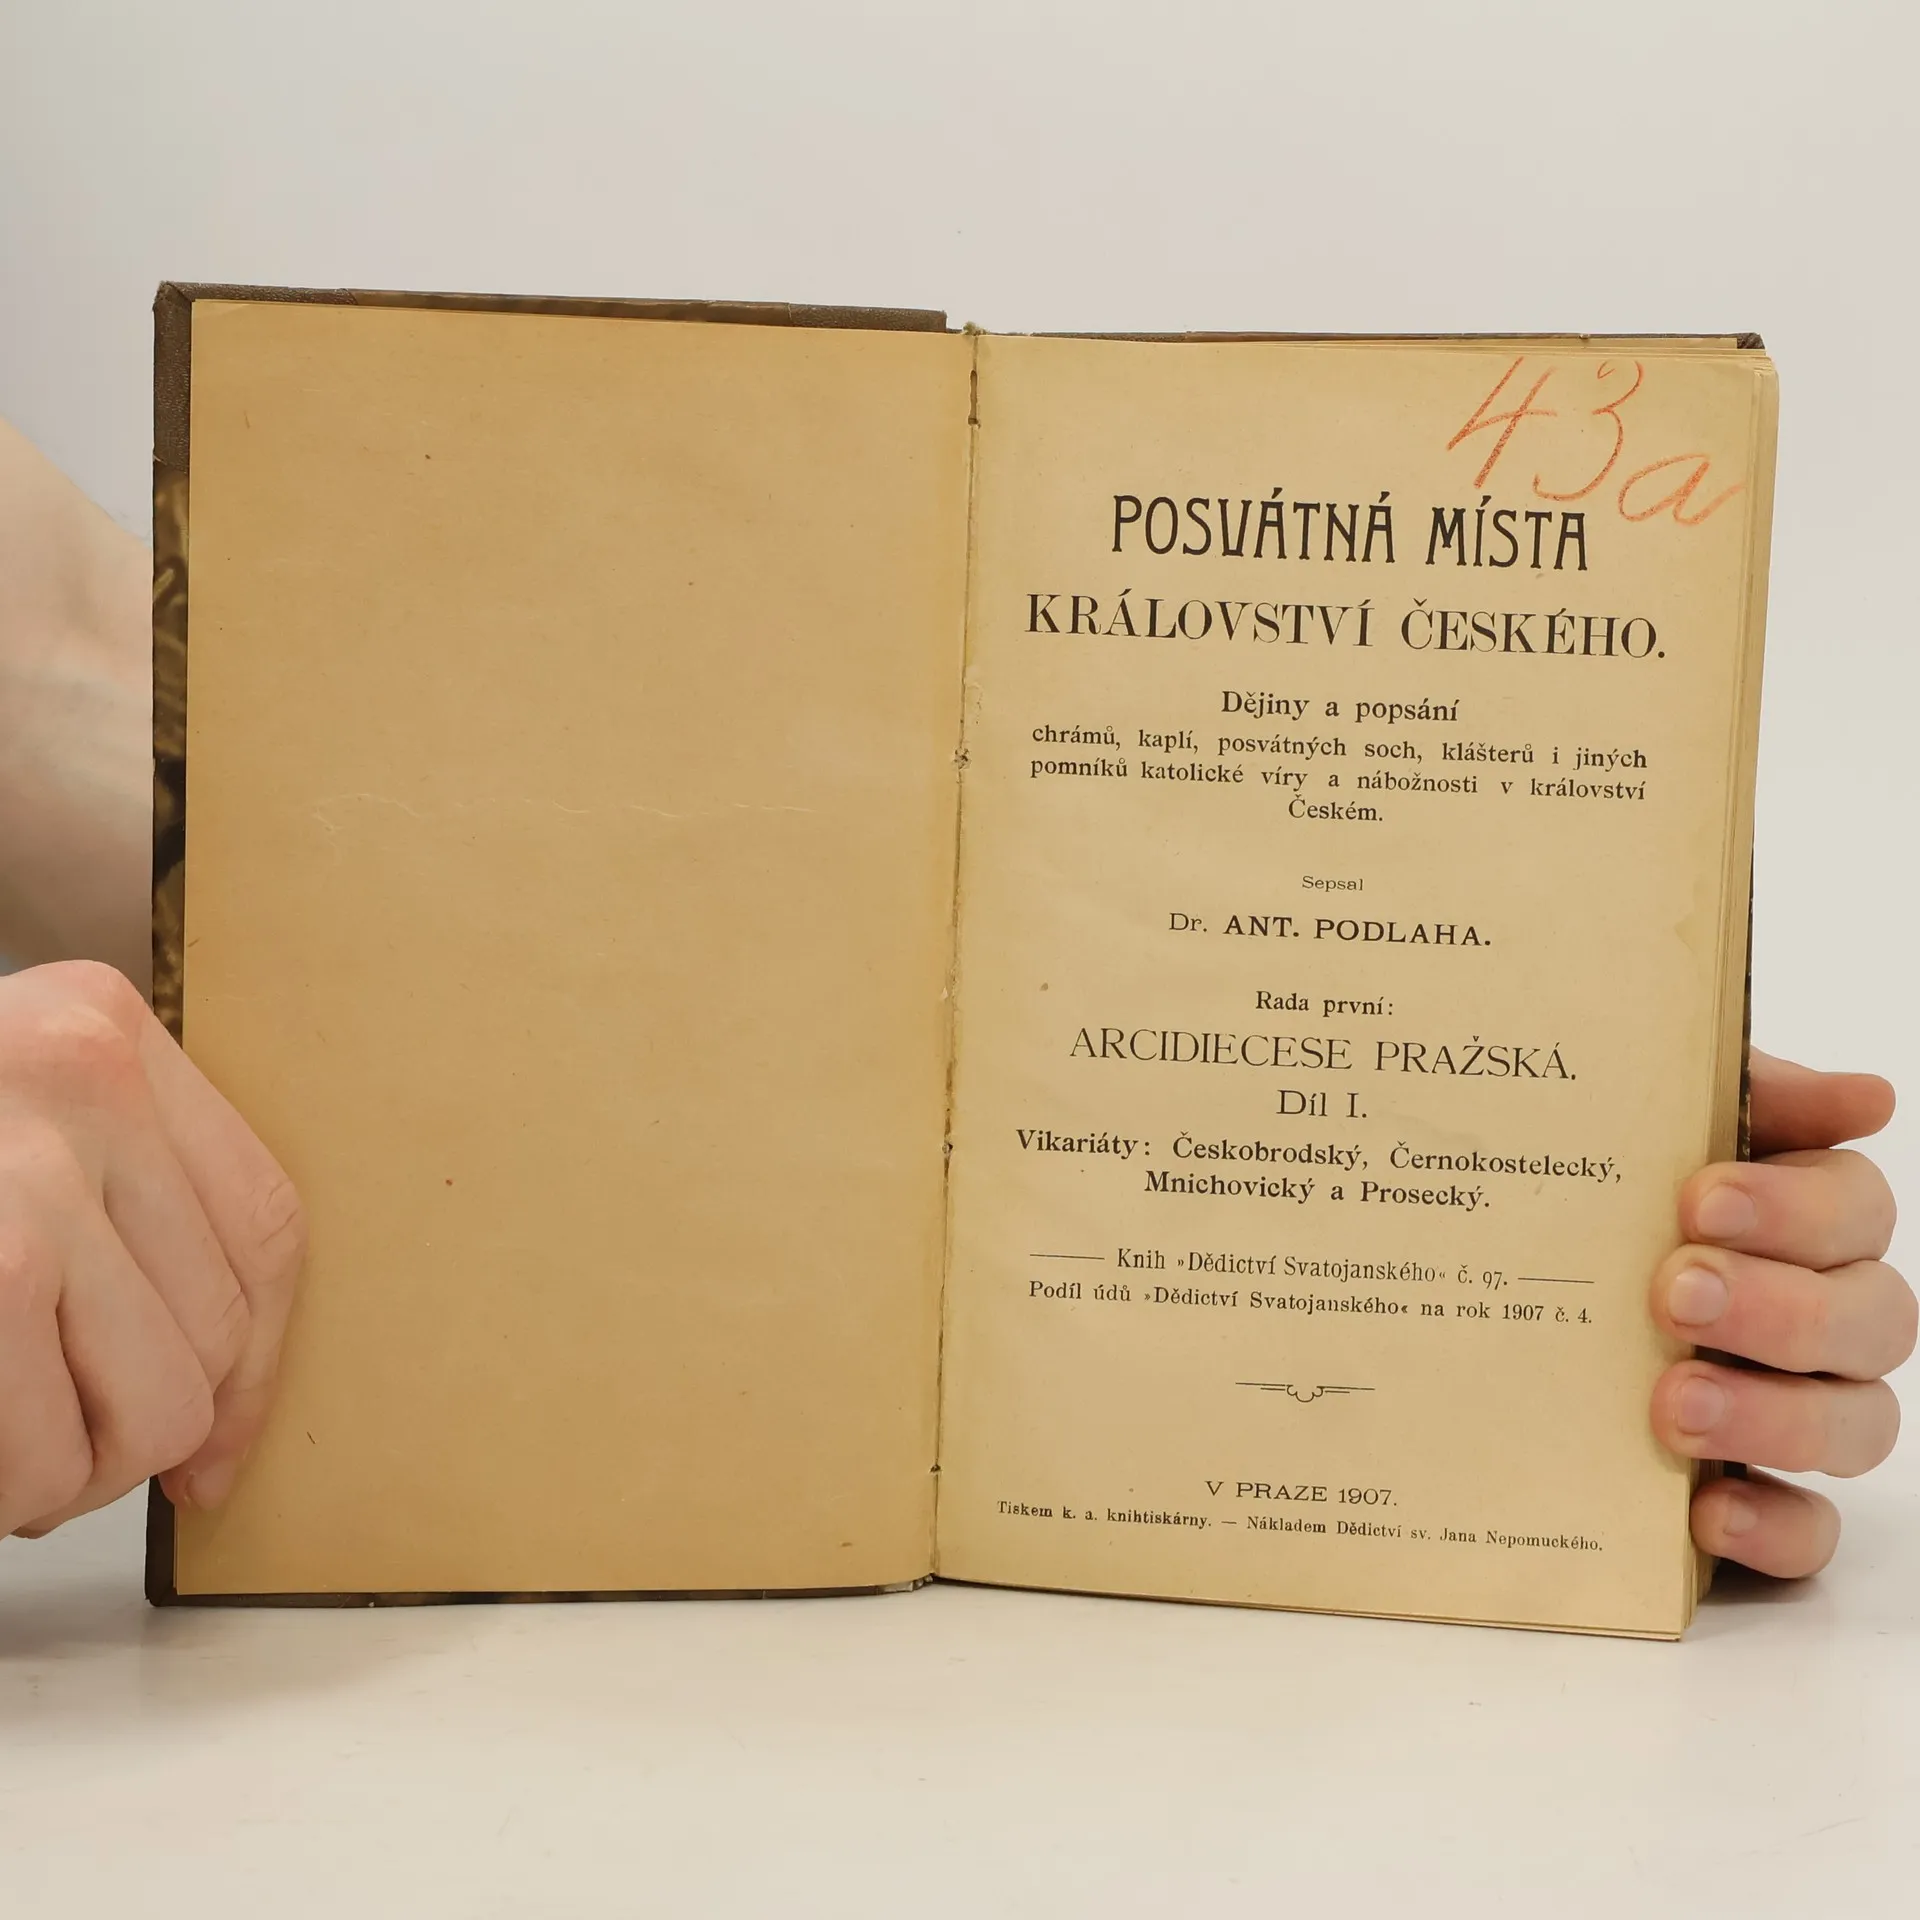 43a
POSVÁTNÁ MÍSTA
KRÁLOVSTVÍ ČESKÉHO.
Dějiny a popsání
chrámů, kaplí, posvátných soch, klášterů i jiných
pomníků katolické víry a nábožnosti v království
Českém.
Sepsal
Dr. ANT. PODLAHA.
Rada první:
ARCIDIECESE PRAŽSKÁ.
Díl I.
Vikariáty: Českobrodský, Černokostelecký,
Mnichovický a Prosecký.
Knih »Dědictví Svatojanského« č. 97.
Podíl údů »Dědictví Svatojanského« na rok 1907 č. 4.
V PRAZE 1907.
Tiskem k. a. knihtiskárny. — Nákladem Dědictví sv. Jana Nepomuckého.